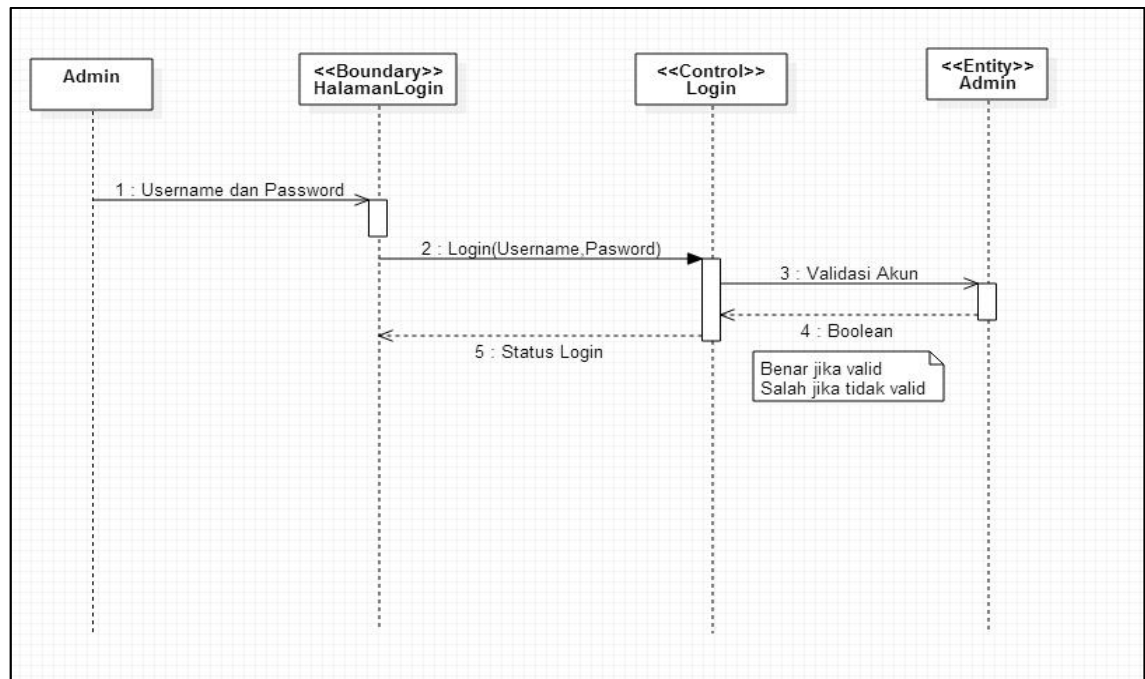 Admin
<<Boundary>>
HalamanLogin
<<Control>>
Login
<<Entity>>
Admin
1 : Username dan Password
2 : Login(Username,Pasword)
3 : Validasi Akun
4 : Boolean
5 : Status Login
Benar jika valid
Salah jika tidak valid